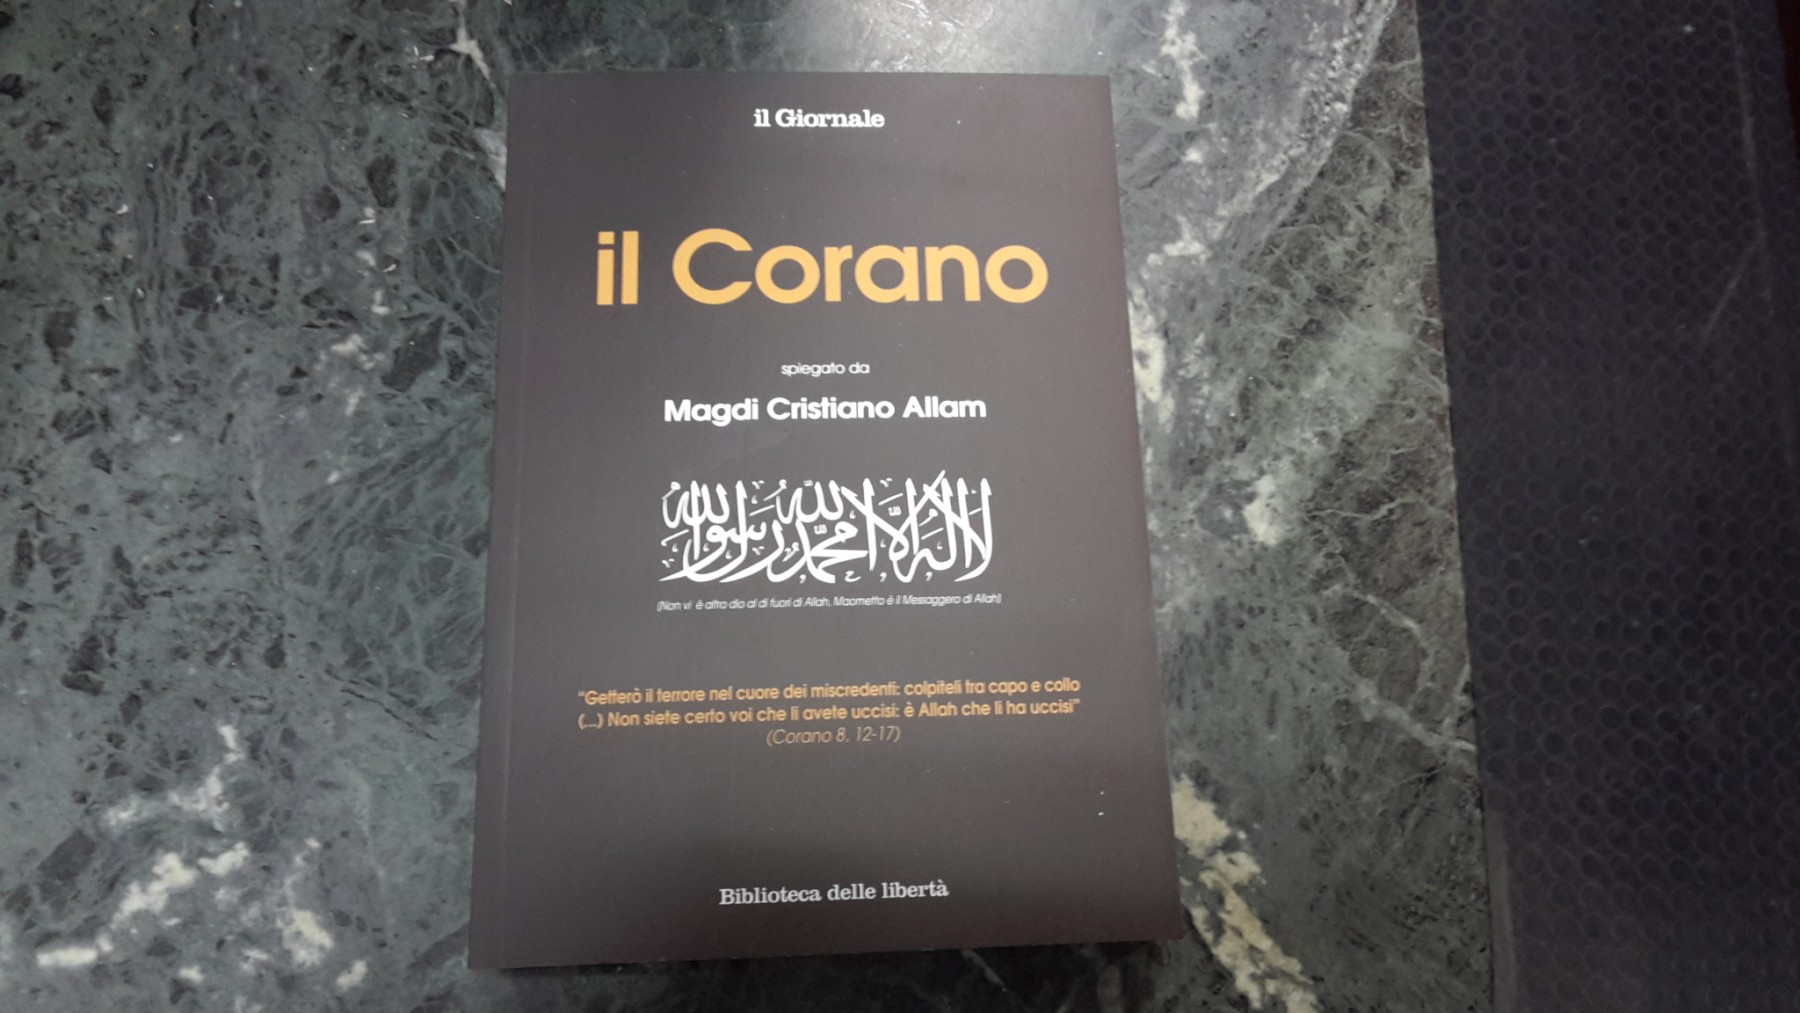 il Giornale
il Corano
spiegato da
Magdi Cristiano Allam
لا اله الا الله محمد رسول الله
(Non vi è altro dio al di fuori di Allah, Maometto è il Messaggero di Allah)
“Getterò il terrore nel cuore dei miscredenti: colpiteli tra capo e collo
(...) Non siete certo voi che li avete uccisi: è Allah che li ha uccisi”
(Corano 8, 12-17)
Biblioteca delle libertà